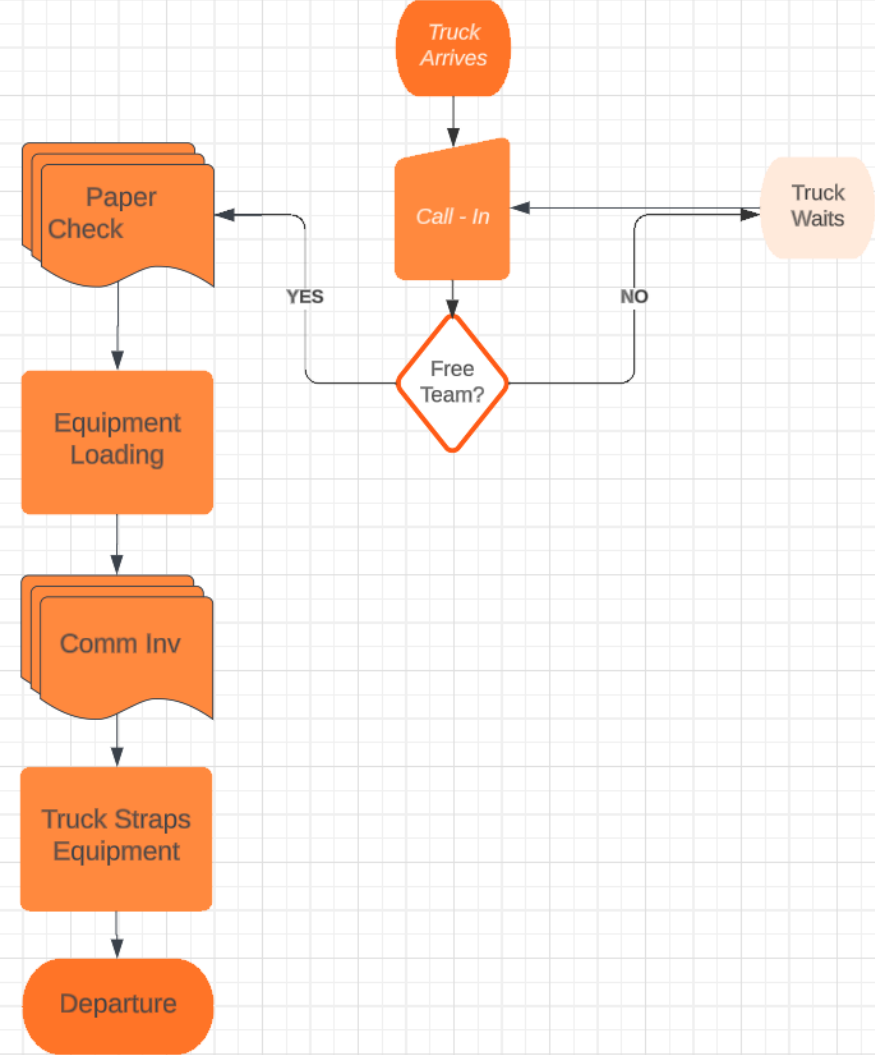 Truck
Arrives
Call - In
Truck
Waits
Paper
Check
YES
NO
Free
Team?
Equipment
Loading
Comm Inv
Truck Straps
Equipment
Departure